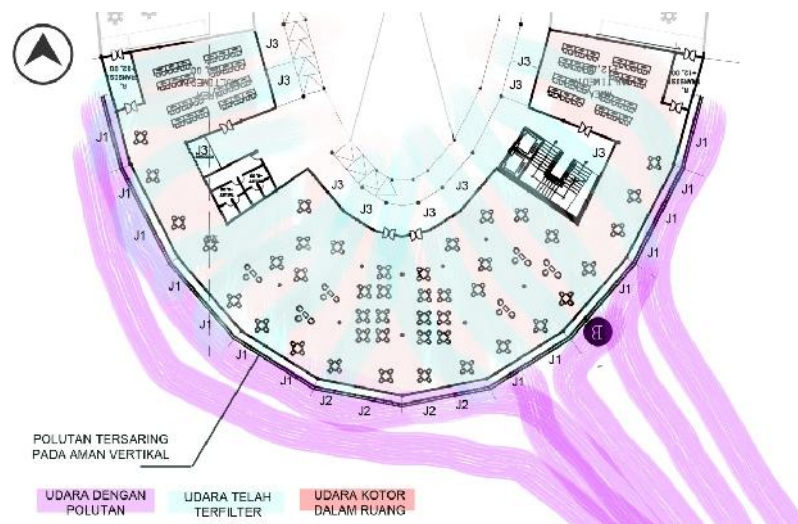 J3
J3
J3
J3
J3
J3
J3
J3
J3
J3
J3
J1
J1
J1
J1
J1
J1
J2
J2
J2
J2
J1
J1
J1
J1
J1
J1
B
POLUTAN TERSARING
PADA AMAN VERTIKAL
UDARA DENGAN
POLUTAN
UDARA TELAH
TERFILTER
UDARA KOTOR
DALAM RUANG